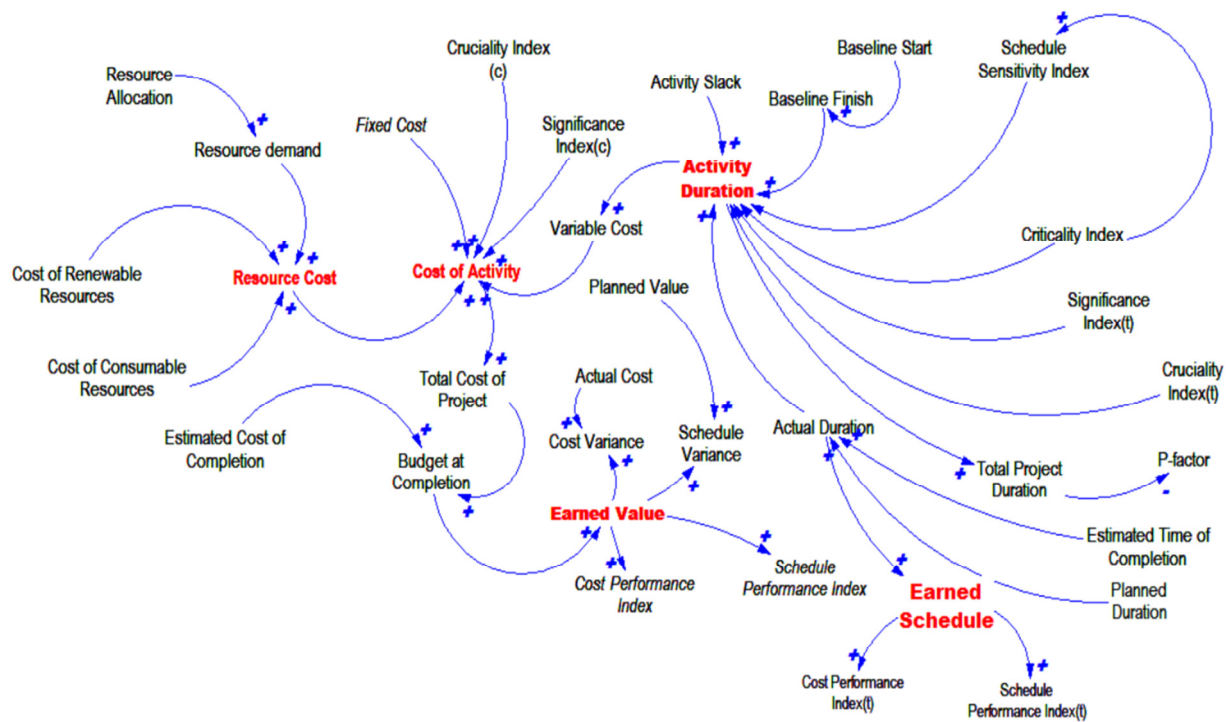 Cruciality Index
(c)
Baseline Start
Schedule
Sensitivity Index
Resource
Allocation
Activity Slack
Baseline Finish
Fixed Cost
Significance
Index(c)
Resource demand
Activity
Duration
Variable Cost
Criticality Index
Cost of Renewable
Resources
Resource Cost
Cost of Activity
Planned Value
Significance
Index(t)
Cost of Consumable
Resources
Total Cost of
Project
Actual Cost
Cruciality
Index(t)
Estimated Cost of
Completion
Budget at
Completion
Cost Variance
Schedule
Variance
Actual Duration
Total Project
Duration
P-factor
-
Earned Value
Estimated Time of
Completion
Cost Performance
Index
Schedule
Performance Index
Earned
Schedule
Planned
Duration
Cost Performance
Index(t)
Schedule
Performance Index(t)